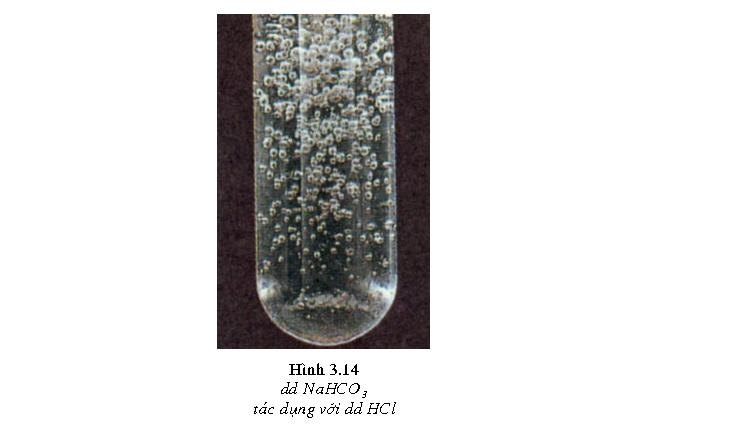 Hình 3.14
dd NaHCO₃
tác dụng với dd HCl